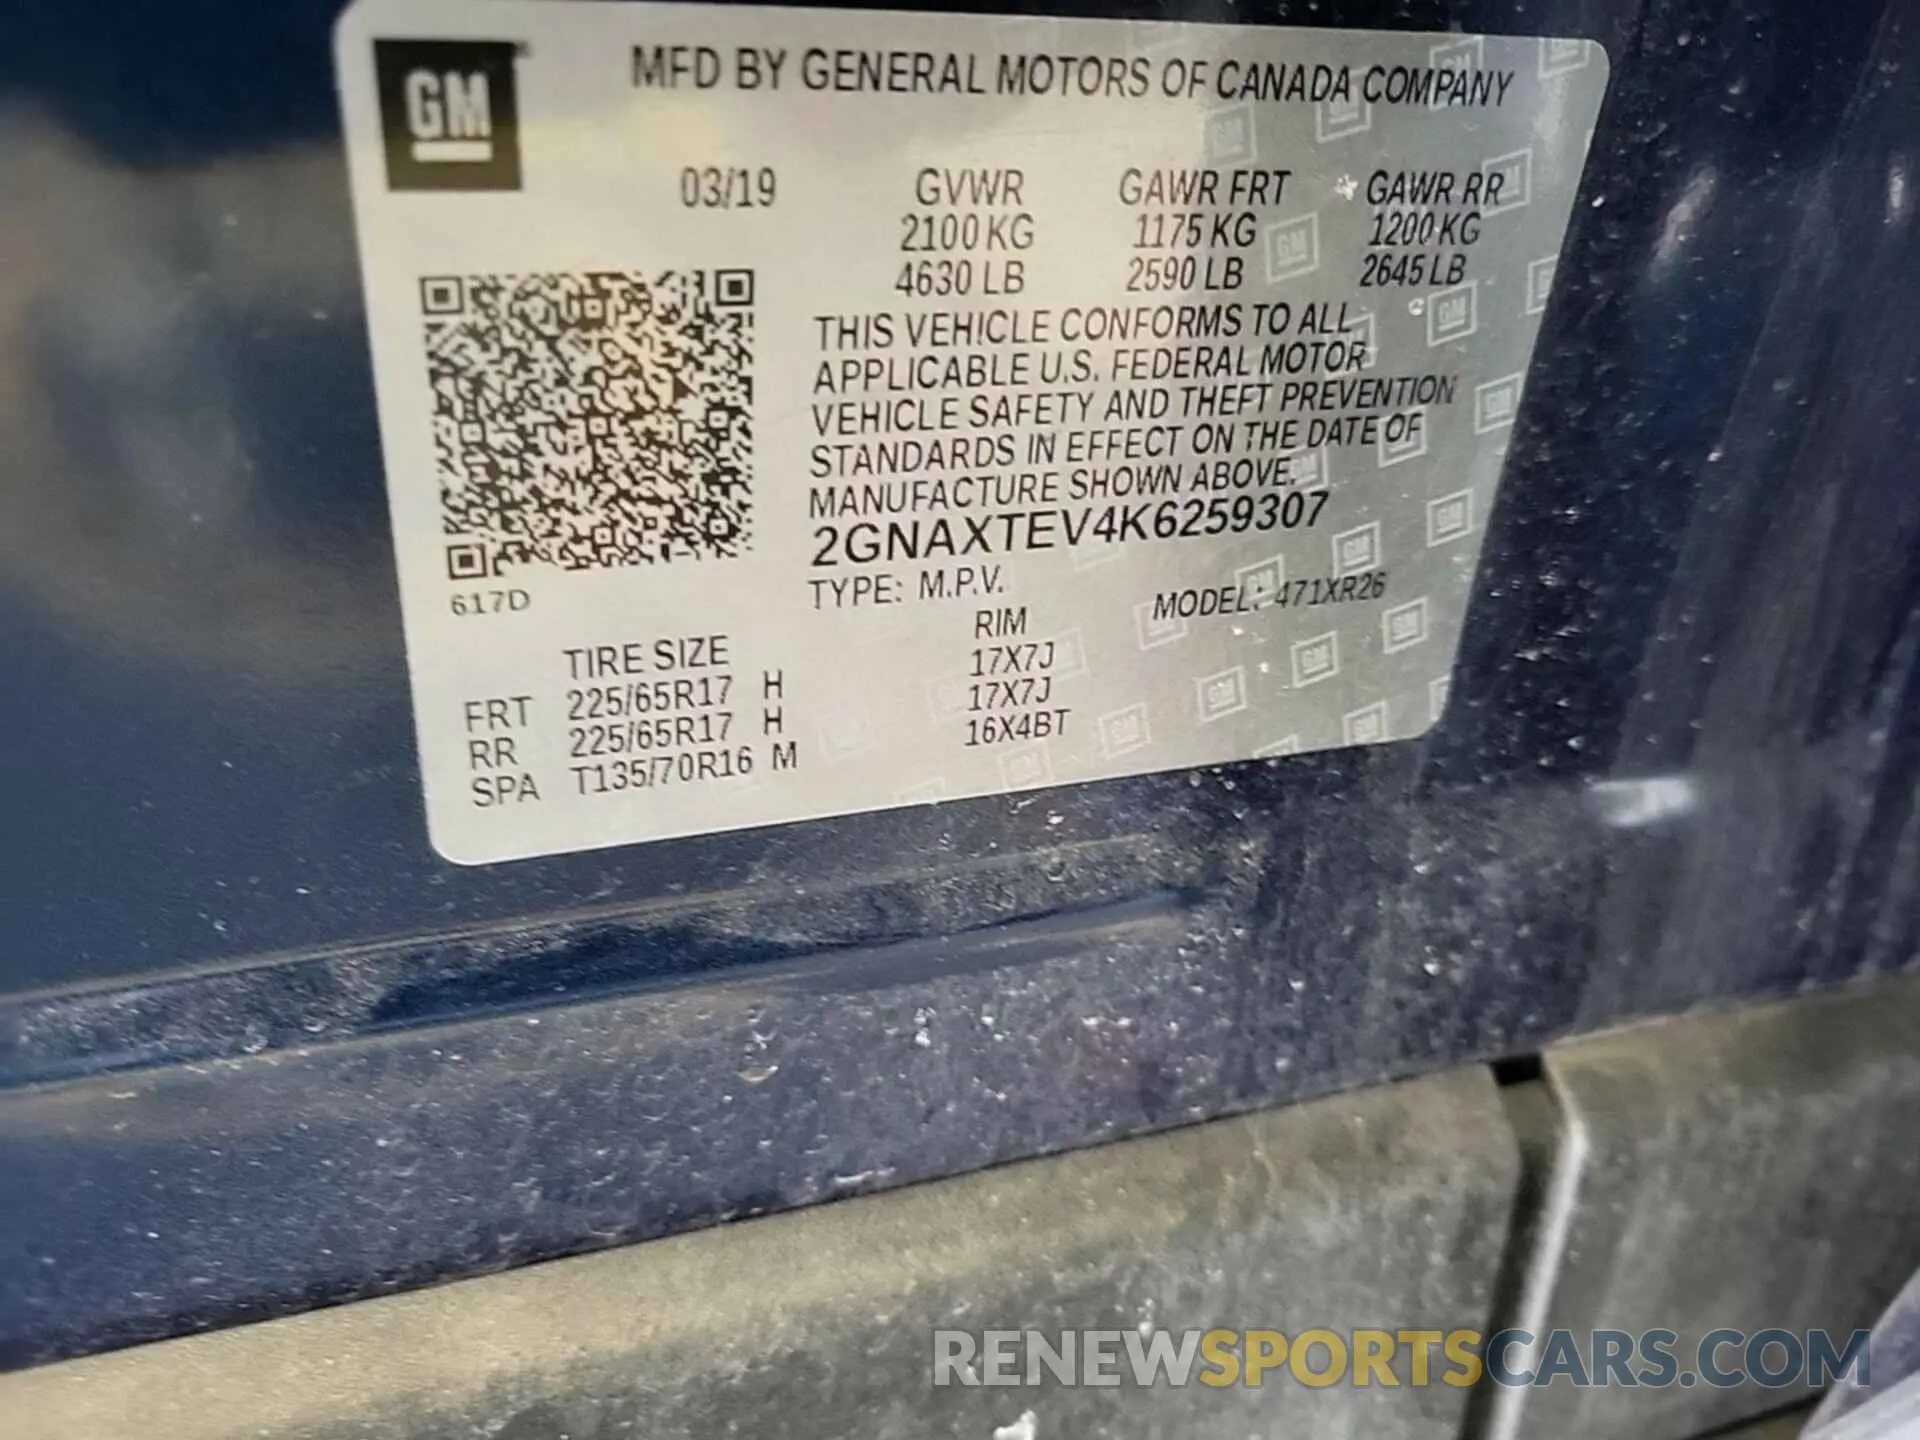 GM
MFD BY GENERAL MOTORS OF CANADA COMPANY
03/19 GVWR GAWR FRT GAWR RR
2100 KG 1175 KG 1200 KG
4630 LB 2590 LB 2645 LB
THIS VEHICLE CONFORMS TO ALL
APPLICABLE U.S. FEDERAL MOTOR
VEHICLE SAFETY AND THEFT PREVENTION
STANDARDS IN EFFECT ON THE DATE OF
MANUFACTURE SHOWN ABOVE.
2GNAXTEV4K6259307
TYPE: M.P.V. MODEL: 471XR26
617D
TIRE SIZE RIM
FRT 225/65R17 H 17X7J
RR 225/65R17 H 17X7J
SPA T135/70R16 M 16X4BT
RENEWSPORTSCARS.COM